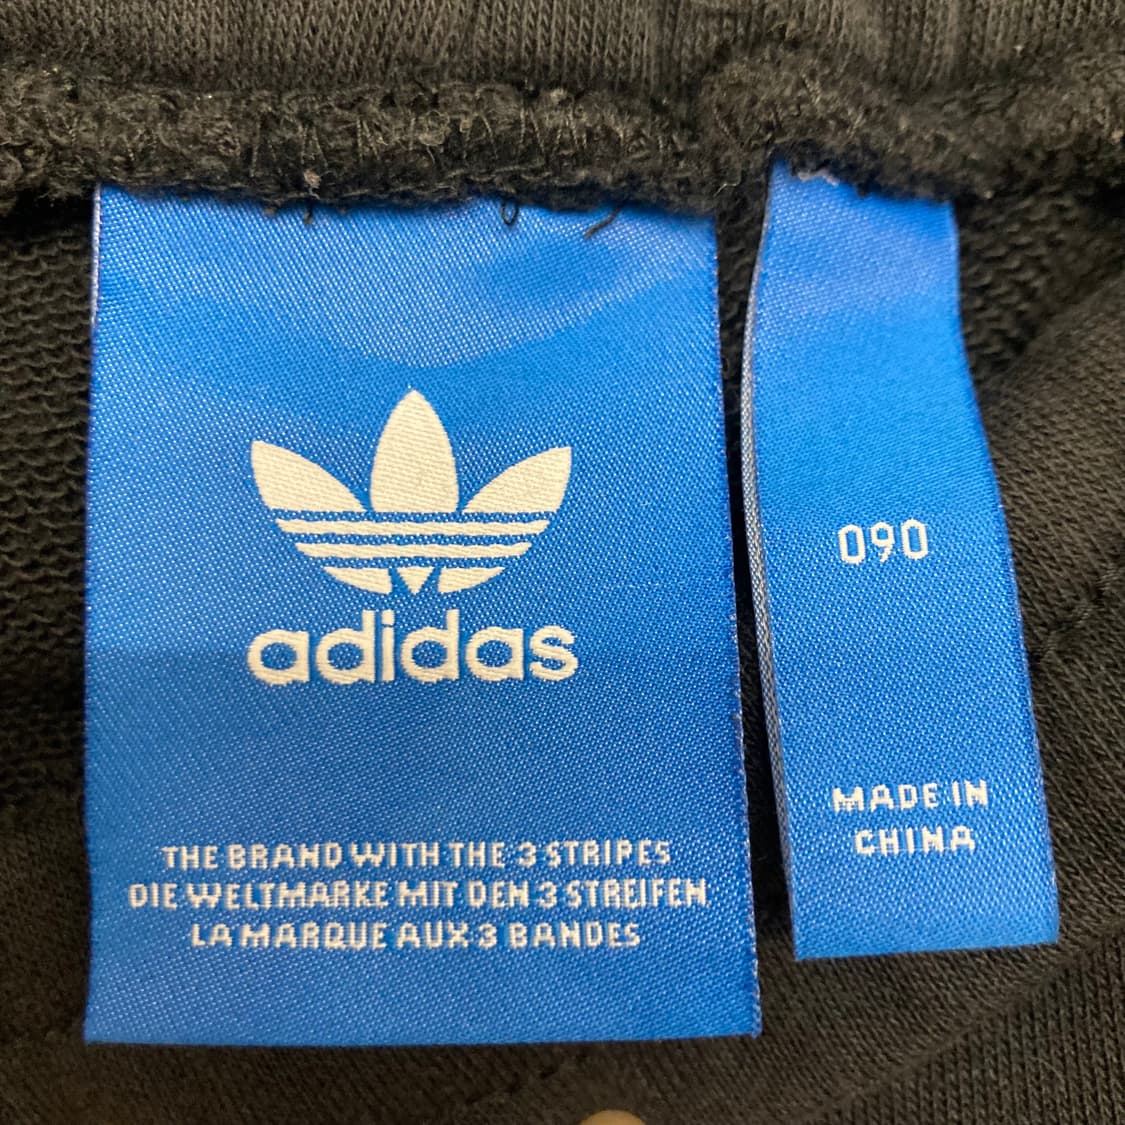 adidas
THE BRAND WITH THE 3 STRIPES
DIE WELTMARKE MIT DEN 3 STREIFEN
LA MARQUE AUX 3 BANDES
090
MADE IN
CHINA